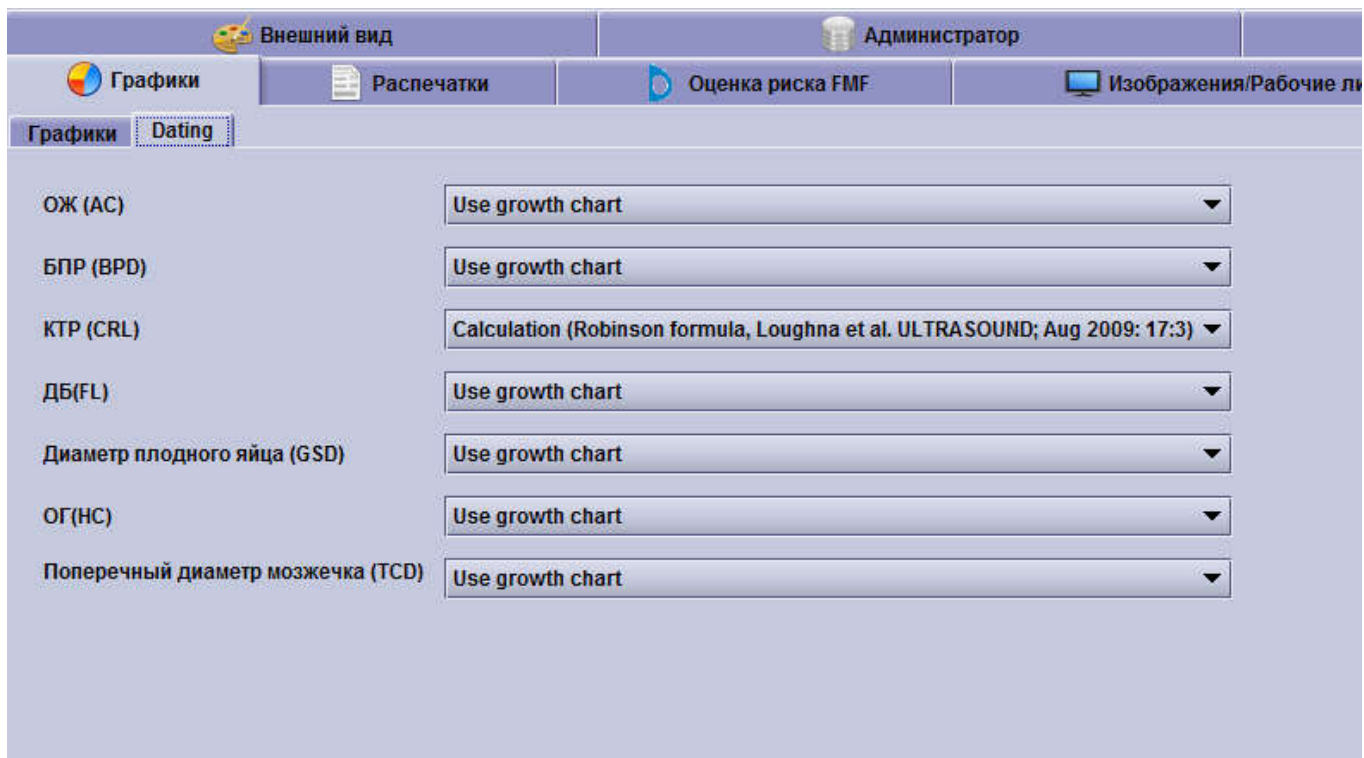 Внешний вид Администратор
Графики Распечатки Оценка риска FMF Изображения/Рабочие
Графики Dating
ОЖ (AC) Use growth chart
БПР (BPD) Use growth chart
КТР (CRL) Calculation (Robinson formula, Loughna et al. ULTRASOUND; Aug 2009: 17:3)
ДБ(FL) Use growth chart
Диаметр плодного яйца (GSD) Use growth chart
ОГ(HC) Use growth chart
Поперечный диаметр мозжечка (TCD) Use growth chart